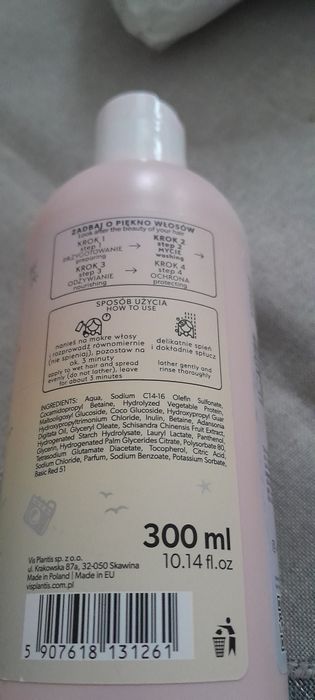 ZADBAJ O PIĘKNO WŁOSÓW
Look after the beauty of your hair
KROK 1
step 1
PRZYGOTOWANIE
preparing
→
KROK 2
step 2
MYCIE
washing
→
KROK 3
step 3
ODŻYWIANIE
nourishing
→
KROK 4
step 4
OCHRONA
protecting
SPOSÓB UŻYCIA
HOW TO USE
nanieś na mokre włosy
i rozprowadź równomiernie
(nie spieniaj), pozostaw na
ok. 3 minuty
apply to wet hair and spread
evenly (do not lather), leave
for about 3 minutes
delikatnie spień
i dokładnie spłucz
lather gently and
rinse thoroughly
INGREDIENTS: Aqua, Sodium C14-16 Olefin Sulfonate,
Cocamidopropyl Betaine, Hydrolyzed Vegetable Protein,
Maltooligosyl Glucoside, Coco Glucoside, Hydroxypropyl Guar
Hydroxypropyltrimonium Chloride, Inulin, Betaine, Adansonia
Digitata Oil, Glyceryl Oleate, Schisandra Chinensis Fruit Extract,
Hydrogenated Starch Hydrolysate, Lauryl Lactate, Panthenol,
Glycerin, Hydrogenated Palm Glycerides Citrate, Polysorbate 80,
Tetrasodium Glutamate Diacetate, Tocopherol, Citric Acid,
Sodium Chloride, Parfum, Sodium Benzoate, Potassium Sorbate,
Basic Red 51
300 ml
10.14 fl.oz
Vis Plantis sp. z o.o.
ul. Krakowska 87a, 32-050 Skawina
Made in Poland | Made in EU
visplantis.com.pl
5 907618 131261